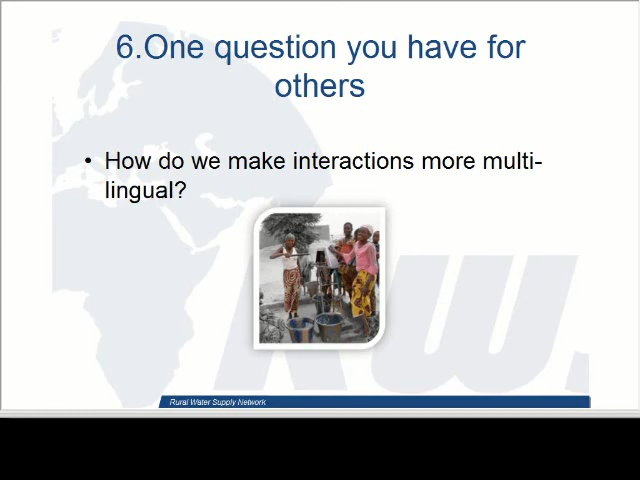 6.One question you have for
others
• How do we make interactions more multi-
lingual?
Rural Water Supply Network